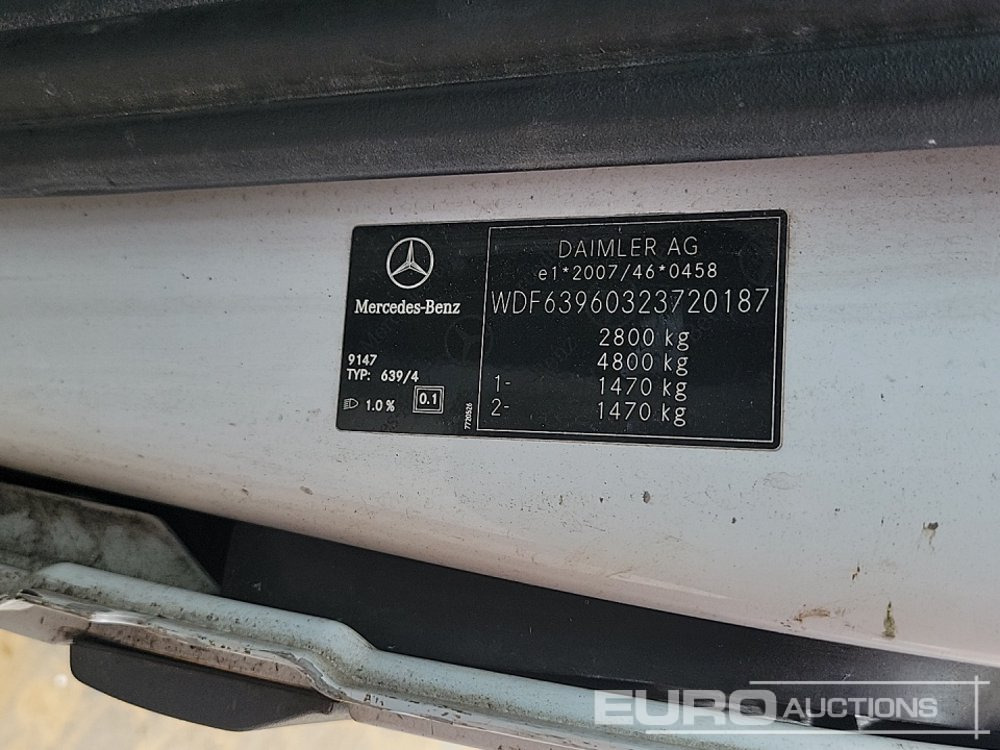 Mercedes-Benz
9147
TYP: 639/4
1.0 %
0.1
7720526
DAIMLER AG
e1*2007/46*0458
WDF63960323720187
2800 kg
4800 kg
1- 1470 kg
2- 1470 kg
EURO AUCTIONS